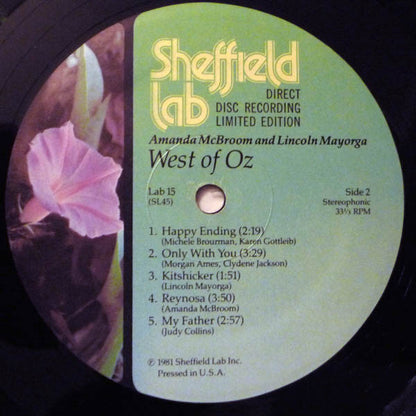 Sheffield
Lab
DIRECT
DISC RECORDING
LIMITED EDITION
Amanda McBroom and Lincoln Mayorga
West of Oz
Lab 15
(SL45)
Side 2
Stereophonic
33⅓ RPM
1. Happy Ending (2:19)
(Michele Brourman, Karen Gottleib)
2. Only With You (3:29)
(Morgan Ames, Clydene Jackson)
3. Kitshicker (1:51)
(Lincoln Mayorga)
4. Reynosa (3:50)
(Amanda McBroom)
5. My Father (2:57)
(Judy Collins)
℗ 1981 Sheffield Lab Inc.
Pressed in U.S.A.